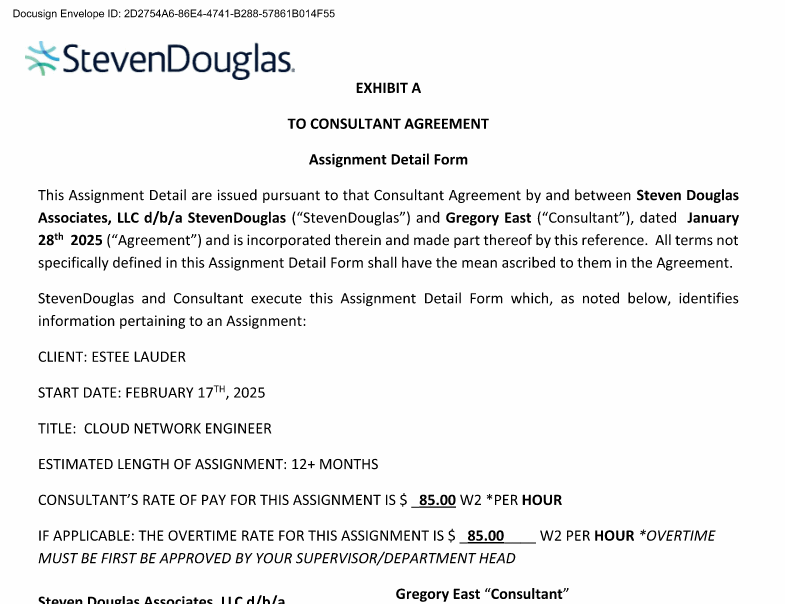 Docusign Envelope ID: 2D2754A6-86E4-4741-B288-57861B014F55
StevenDouglas.
EXHIBIT A
TO CONSULTANT AGREEMENT
Assignment Detail Form
This Assignment Detail are issued pursuant to that Consultant Agreement by and between Steven Douglas
Associates, LLC d/b/a StevenDouglas (“StevenDouglas”) and Gregory East (“Consultant”), dated January
28th 2025 (“Agreement”) and is incorporated therein and made part thereof by this reference. All terms not
specifically defined in this Assignment Detail Form shall have the mean ascribed to them in the Agreement.
StevenDouglas and Consultant execute this Assignment Detail Form which, as noted below, identifies
information pertaining to an Assignment:
CLIENT: ESTEE LAUDER
START DATE: FEBRUARY 17TH, 2025
TITLE: CLOUD NETWORK ENGINEER
ESTIMATED LENGTH OF ASSIGNMENT: 12+ MONTHS
CONSULTANT’S RATE OF PAY FOR THIS ASSIGNMENT IS $ _85.00 W2 *PER HOUR
IF APPLICABLE: THE OVERTIME RATE FOR THIS ASSIGNMENT IS $ _85.00____ W2 PER HOUR *OVERTIME
MUST BE FIRST BE APPROVED BY YOUR SUPERVISOR/DEPARTMENT HEAD
Steven Douglas Associates, LLC d/b/a
Gregory East “Consultant”